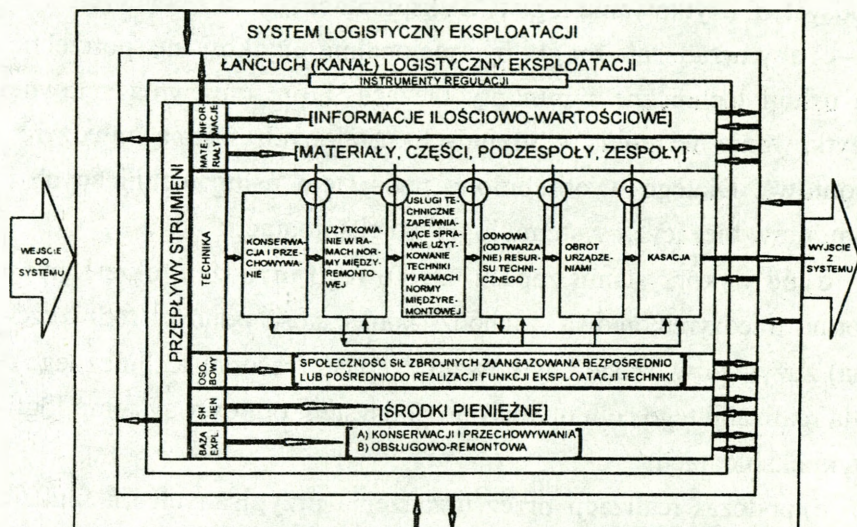 SYSTEM LOGISTYCZNY EKSPLOATACJI
ŁAŃCUCH (KANAŁ) LOGISTYCZNY EKSPLOATACJI
INSTRUMENTY REGULACJI
WEJŚCIE
DO
SYSTEMU
PRZEPŁYWY STRUMIENI
INFOR-
MACJE
[INFORMACJE ILOŚCIOWO-WARTOŚCIOWE]
MATE-
RIAŁY
[MATERIAŁY, CZĘŚCI, PODZESPOŁY, ZESPOŁY]
TECHNIKA
KONSERWA-
CJA I PRZE-
CHOWYWA-
NIE
UŻYTKOWA-
NIE W RA-
MACH NOR-
MY MIĘDZY-
REMONTO-
WEJ
USŁUGI TE-
CHNICZNE
ZAPEWNIA-
JĄCE SPRA-
WNE UŻYT-
KOWANIE
TECHNIKI
W RAMACH
NORMY
MIĘDZYRE-
MONTOWEJ
ODNOWA
(ODTWARZA-
NIE) RESUR-
SU TECHNI-
CZNEGO
OBROT
URZĄDZE-
NIAMI
KASACJA
OSO-
BOWY
SPOŁECZNOŚĆ SIŁ ZBROJNYCH ZAANGAZOWANA BEZPOSREDNIO
LUB POŚREDNIODO REALIZACJI FUNKCJI EKSPLOATACJI TECHNIKI
ŚR
PIEN
[ŚRODKI PIENIĘŻNE]
BAZA
EXPL
A) KONSERWACJI I PRZECHOWYWANIA
B) OBSŁUGOWO-REMONTOWA
WYJŚCIE
Z
SYSTEMU